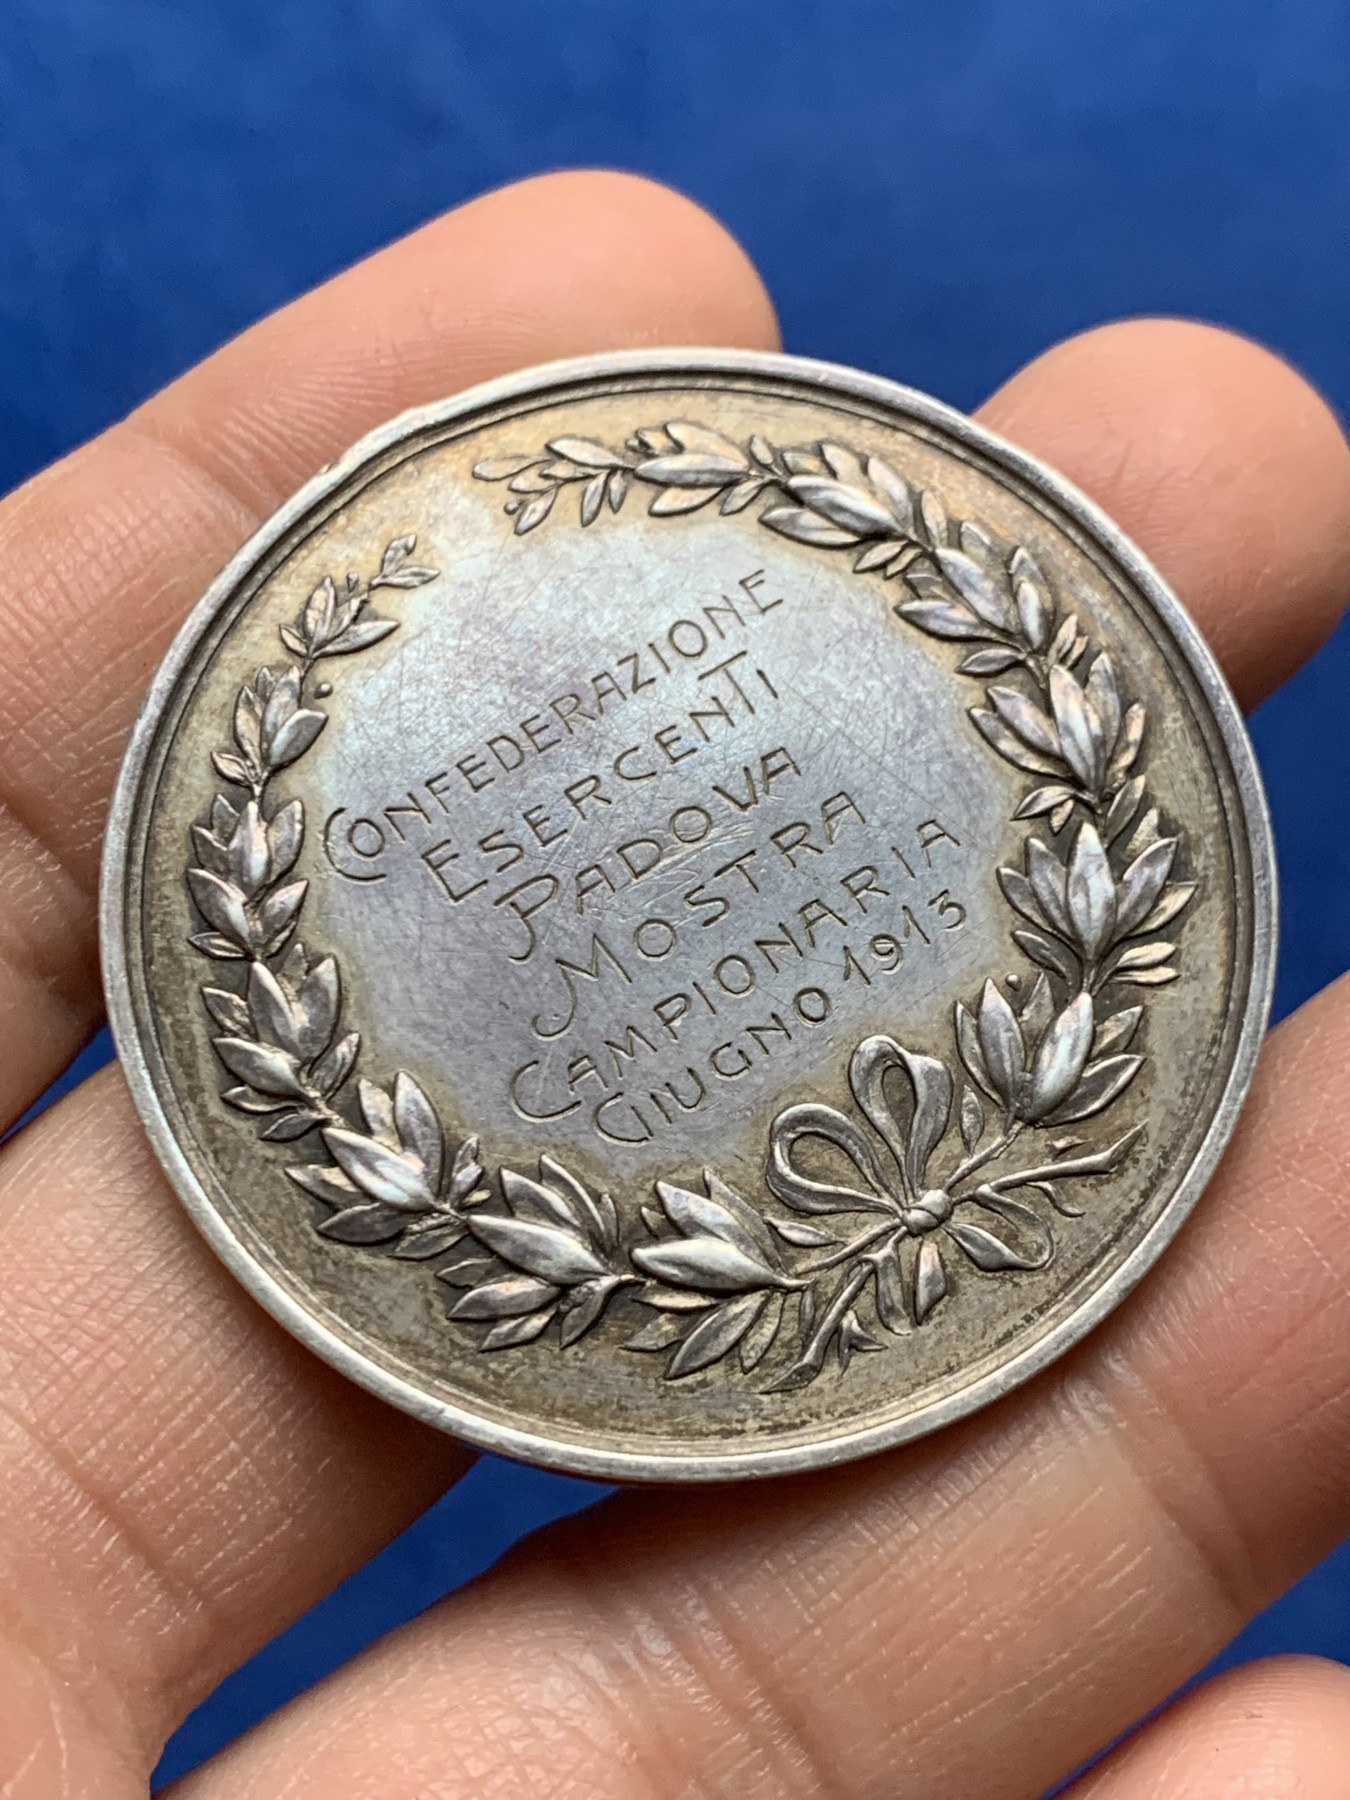 CONFEDERAZIONE
ESERCENTI
PADOVA
MOSTRA
CAMPIONARIA
GIUGNO 1913